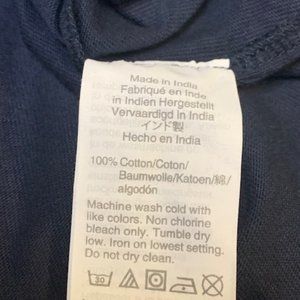 Made in India
Fabriqué en Inde
in Indien Hergestellt
Vervaardigd in India
インド製
Hecho en India
100% Cotton/Coton/
Baumwolle/Katoen/綿/
algodón
Machine wash cold with
like colors. Non chlorine
bleach only. Tumble dry
low. Iron on lowest setting.
Do not dry clean.
30